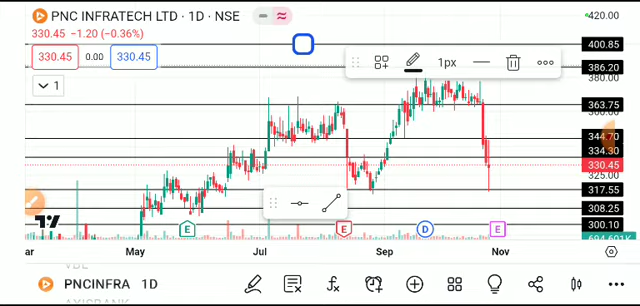 PNC INFRATECH LTD · 1D · NSE
330.45 −1.20 (−0.36%)
330.45 0.00 330.45
1
1px
420.00
400.85
386.20
380.00
363.75
344.70
334.30
330.45
325.00
317.55
308.25
300.10
E E D E
May Jul Sep Nov
PNCINFRA 1D